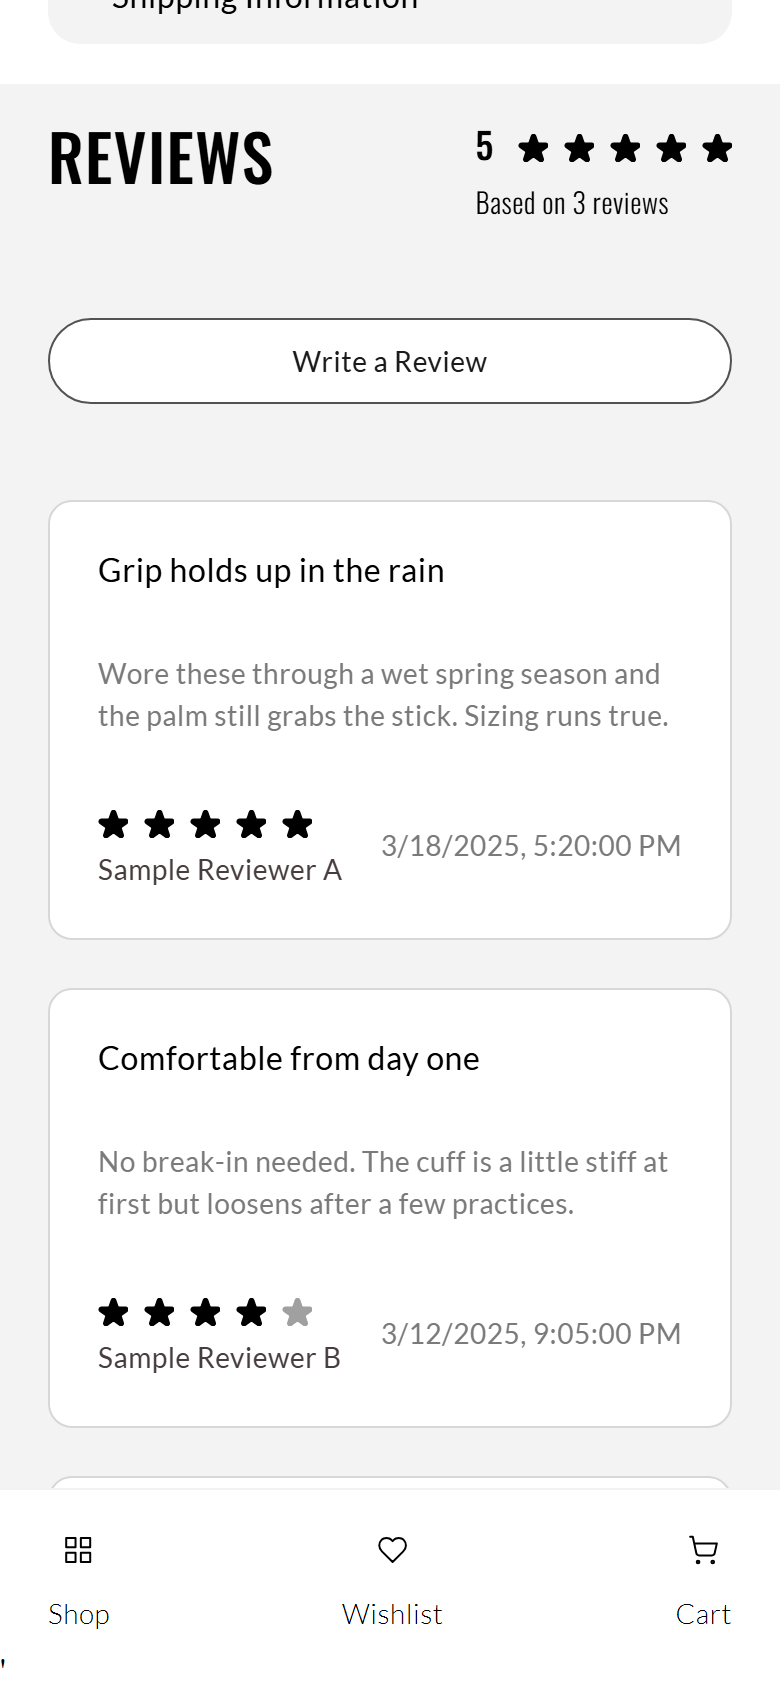 Shipping Information
REVIEWS
5
Based on 3 reviews
Write a Review
Grip holds up in the rain
Wore these through a wet spring season and
the palm still grabs the stick. Sizing runs true.
3/18/2025, 5:20:00 PM
Sample Reviewer A
Comfortable from day one
No break-in needed. The cuff is a little stiff at
first but loosens after a few practices.
3/12/2025, 9:05:00 PM
Sample Reviewer B
Shop
Wishlist
Cart
'